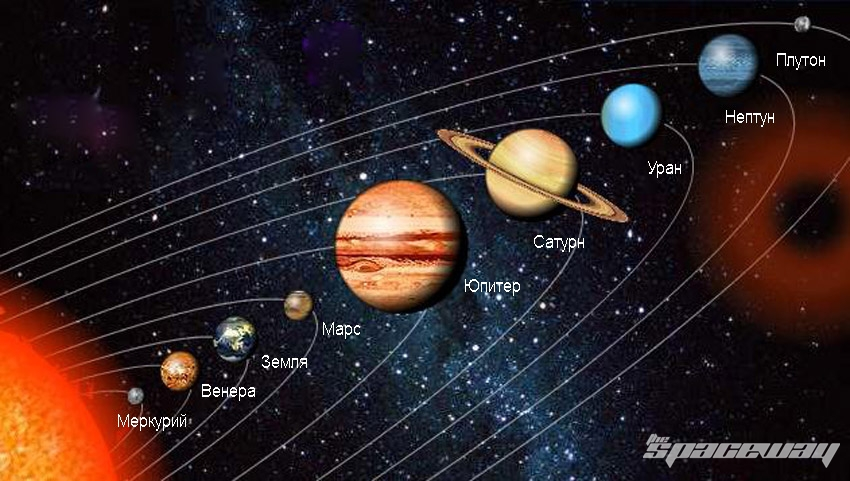 Плутон
Нептун
Уран
Сатурн
Юпитер
Марс
Земля
Венера
Меркурий
the
spaceway